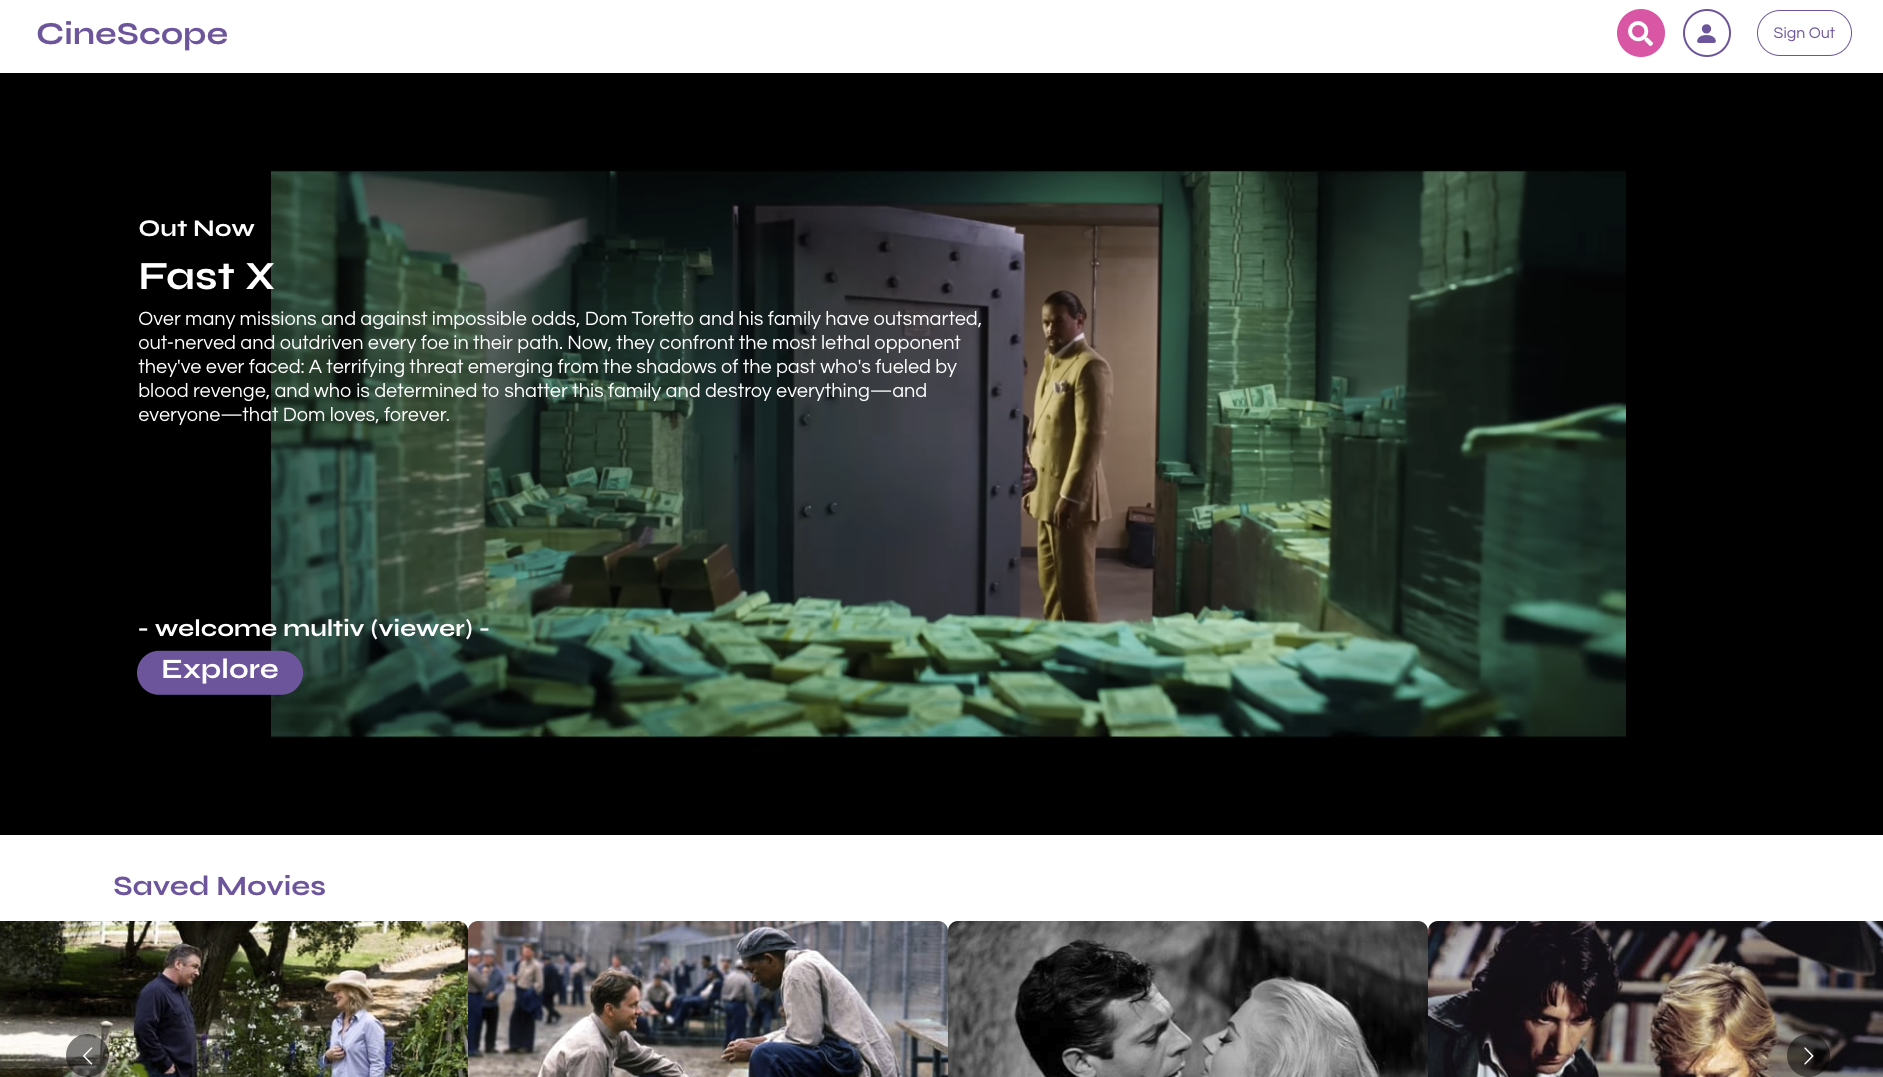 CineScope
Sign Out
Out Now
Fast X
Over many missions and against impossible odds, Dom Toretto and his family have outsmarted,
out-nerved and outdriven every foe in their path. Now, they confront the most lethal opponent
they've ever faced: A terrifying threat emerging from the shadows of the past who's fueled by
blood revenge, and who is determined to shatter this family and destroy everything—and
everyone—that Dom loves, forever.
- welcome multiv (viewer) -
Explore
Saved Movies